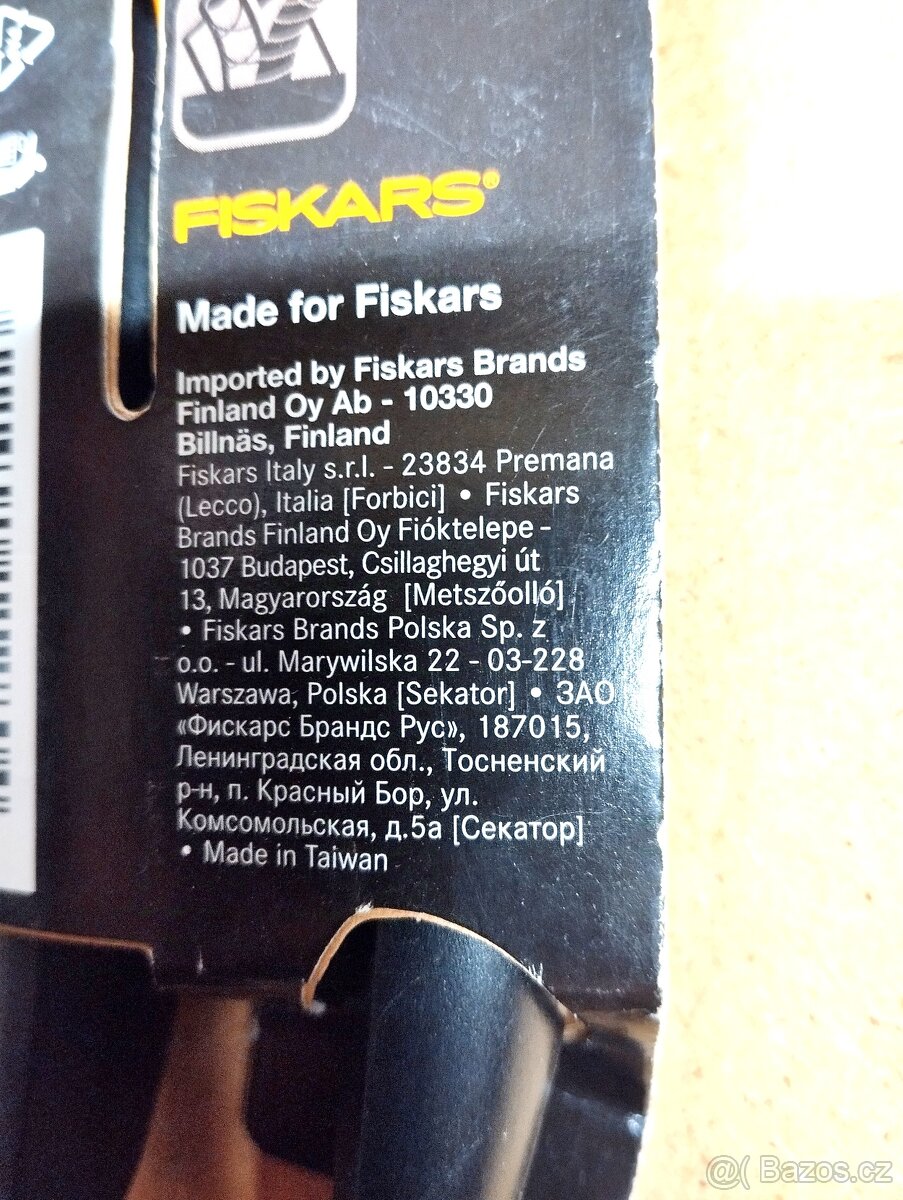 FISKARS®
Made for Fiskars
Imported by Fiskars Brands
Finland Oy Ab - 10330
Billnäs, Finland
Fiskars Italy s.r.l. - 23834 Premana
(Lecco), Italia [Forbici] • Fiskars
Brands Finland Oy Fióktelepe -
1037 Budapest, Csillaghegyi út
13, Magyarország [Metszőolló]
• Fiskars Brands Polska Sp. z
o.o. - ul. Marywilska 22 - 03-228
Warszawa, Polska [Sekator] • ЗАО
«Фискарс Брандс Рус», 187015,
Ленинградская обл., Тосненский
р-н, п. Красный Бор, ул.
Комсомольская, д.5а [Секатор]
• Made in Taiwan
@( Bazos.cz